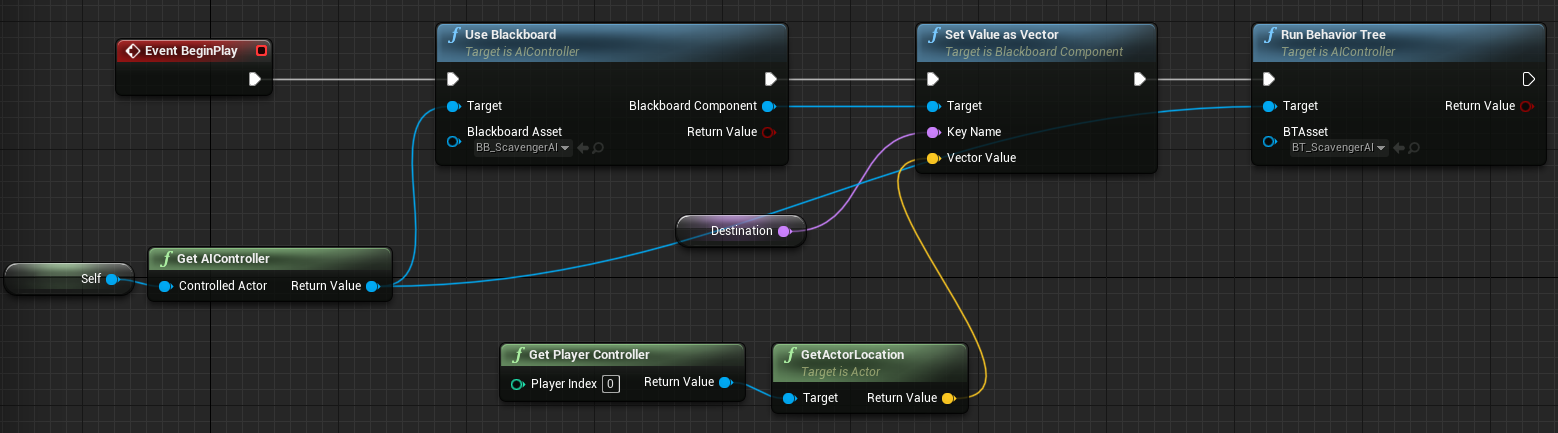 Event BeginPlay
Use Blackboard
Target is AIController
Target
Blackboard Component
Blackboard Asset
BB_ScavengerAI
Return Value
Set Value as Vector
Target is Blackboard Component
Target
Key Name
Vector Value
Run Behavior Tree
Target is AIController
Target
Return Value
BTAsset
BT_ScavengerAI
Destination
Self
Get AIController
Controlled Actor
Return Value
Get Player Controller
Player Index 0
Return Value
GetActorLocation
Target is Actor
Target
Return Value